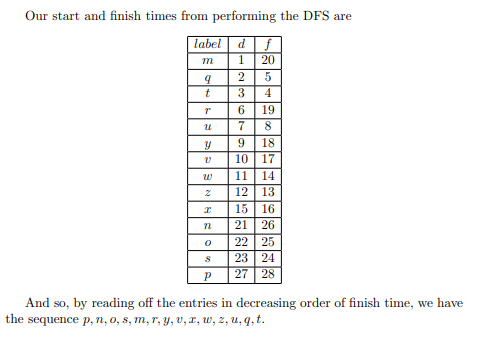 Our start and finish times from performing the DFS are
label d f
m 1 20
q 2 5
t 3 4
r 6 19
u 7 8
y 9 18
v 10 17
w 11 14
z 12 13
x 15 16
n 21 26
o 22 25
s 23 24
p 27 28
And so, by reading off the entries in decreasing order of finish time, we have
the sequence p, n, o, s, m, r, y, v, x, w, z, u, q, t.